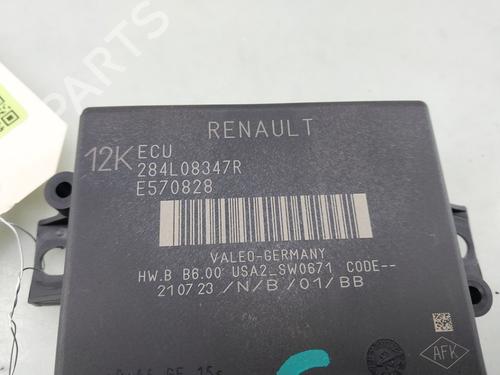 RENAULT
12K ECU
284L08347R
E570828
VALEO-GERMANY
HW.B B6.00 USA2_SW0671 CODE--
210723 /N/B/01/BB
AFK